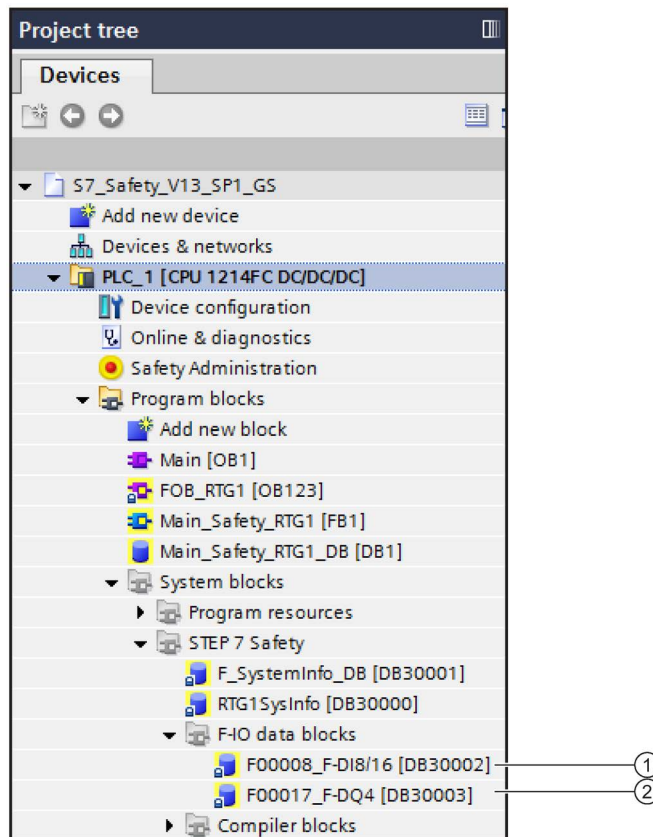 Project tree
Devices
S7_Safety_V13_SP1_GS
Add new device
Devices & networks
PLC_1 [CPU 1214FC DC/DC/DC]
Device configuration
Online & diagnostics
Safety Administration
Program blocks
Add new block
Main [OB1]
FOB_RTG1 [OB123]
Main_Safety_RTG1 [FB1]
Main_Safety_RTG1_DB [DB1]
System blocks
Program resources
STEP 7 Safety
F_SystemInfo_DB [DB30001]
RTG1SysInfo [DB30000]
F-IO data blocks
F00008_F-DI8/16 [DB30002] 1
F00017_F-DQ4 [DB30003] 2
Compiler blocks